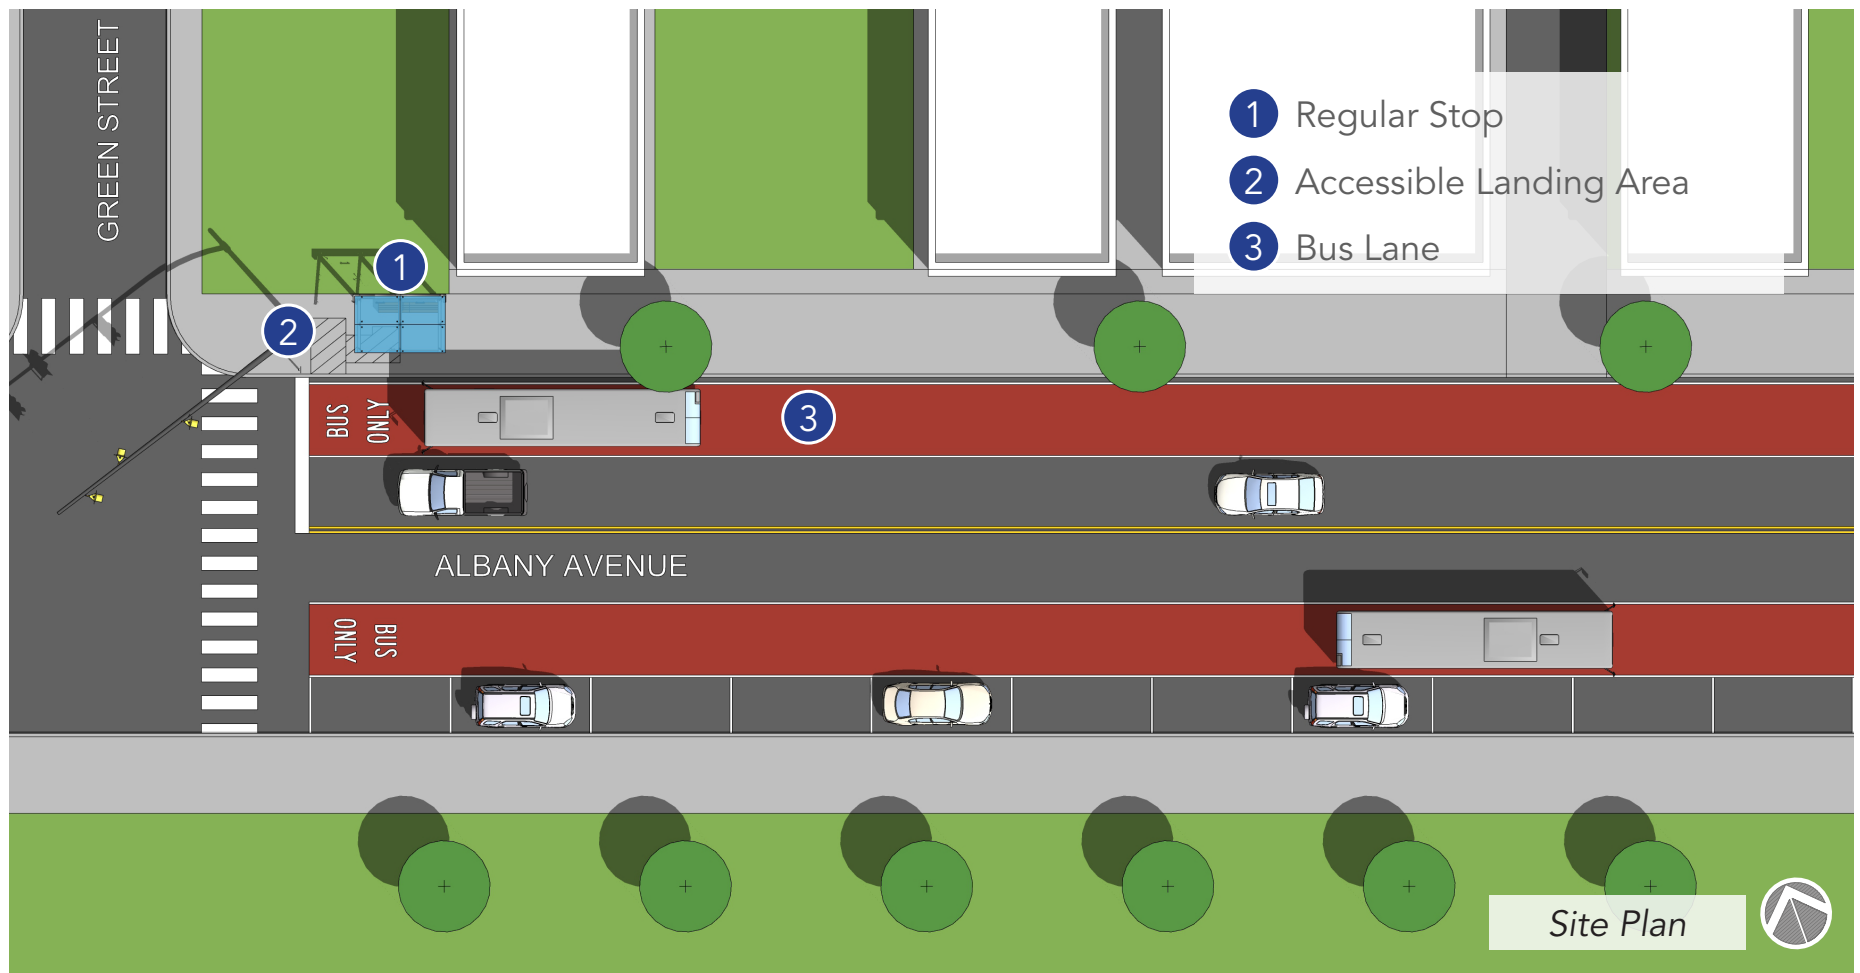 GREEN STREET
1 Regular Stop
2 Accessible Landing Area
3 Bus Lane
1
2
3
BUS
ONLY
ALBANY AVENUE
BUS
ONLY
Site Plan